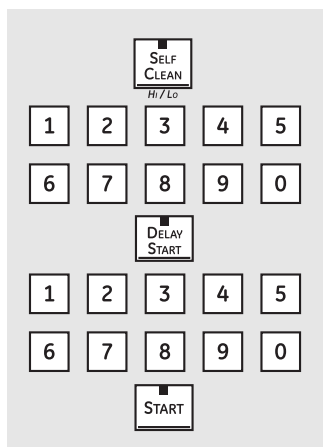 SELF
CLEAN
HI / LO
1 2 3 4 5
6 7 8 9 0
DELAY
START
1 2 3 4 5
6 7 8 9 0
START